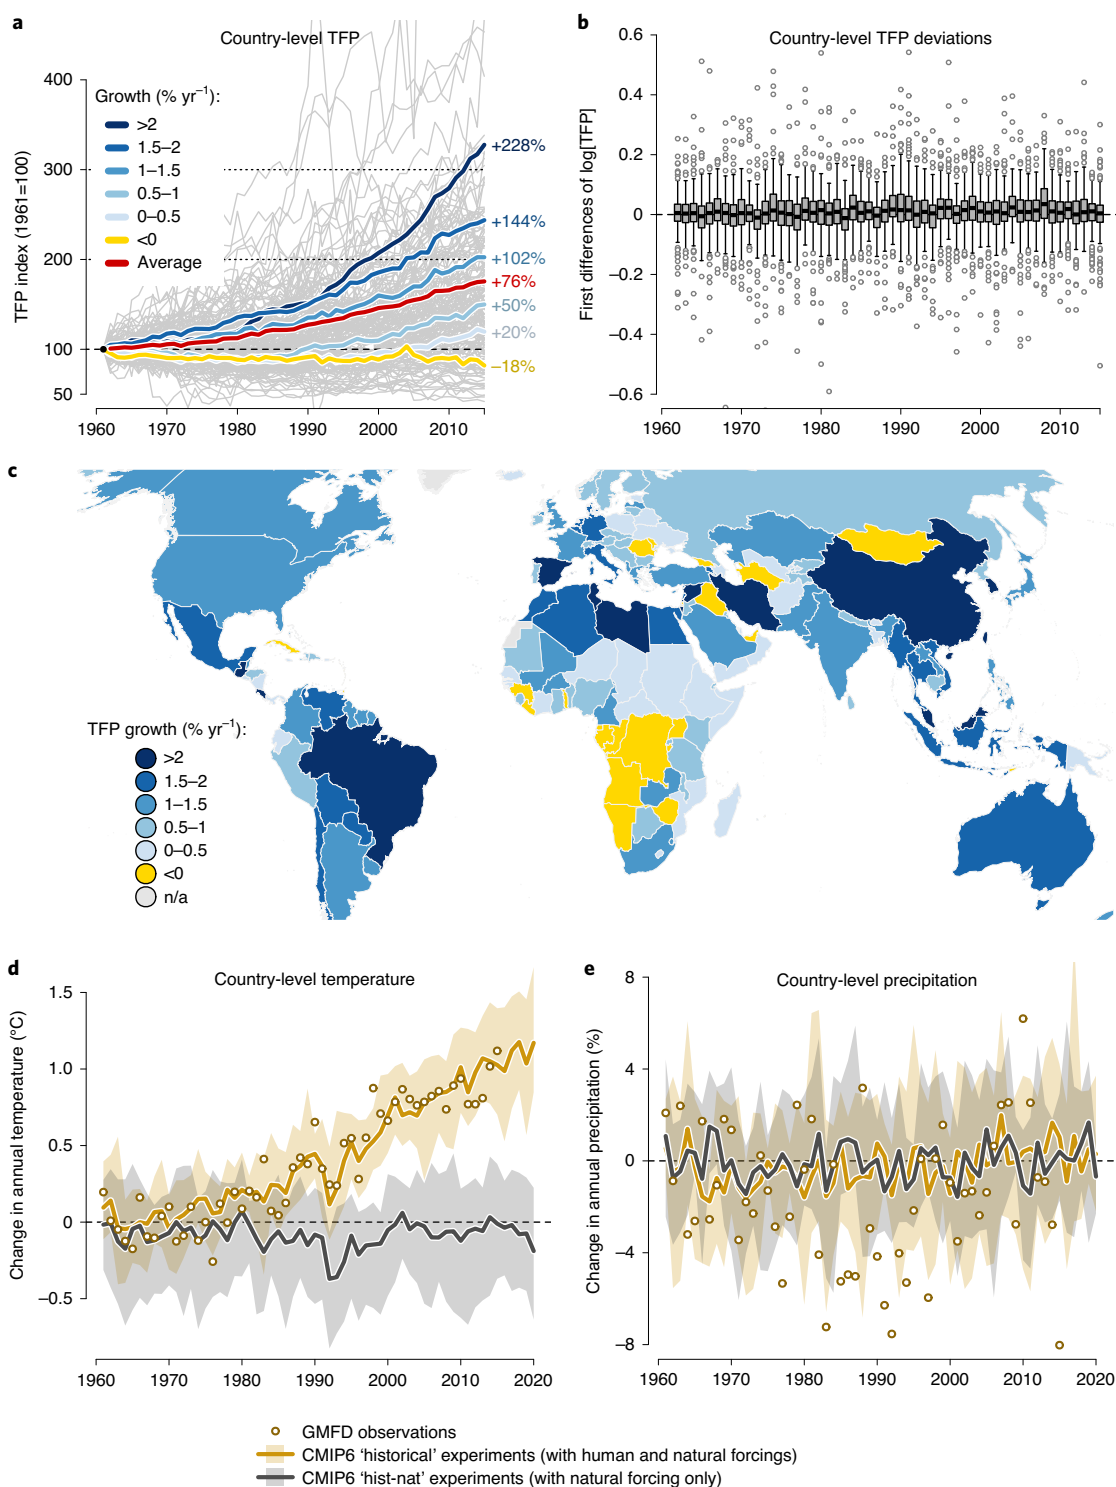 a
Country-level TFP
TFP index (1961=100)
400
300
200
100
50
Growth (% yr⁻¹):
>2
1.5–2
1–1.5
0.5–1
0–0.5
<0
Average
+228%
+144%
+102%
+76%
+50%
+20%
–18%
1960 1970 1980 1990 2000 2010
b
Country-level TFP deviations
First differences of log[TFP]
0.6
0.4
0.2
0
–0.2
–0.4
–0.6
1960 1970 1980 1990 2000 2010
c
TFP growth (% yr⁻¹):
>2
1.5–2
1–1.5
0.5–1
0–0.5
<0
n/a
d
Country-level temperature
Change in annual temperature (°C)
1.5
1.0
0.5
0
–0.5
1960 1970 1980 1990 2000 2010 2020
e
Country-level precipitation
Change in annual precipitation (%)
8
4
0
–4
–8
1960 1970 1980 1990 2000 2010 2020
GMFD observations
CMIP6 ‘historical’ experiments (with human and natural forcings)
CMIP6 ‘hist-nat’ experiments (with natural forcing only)